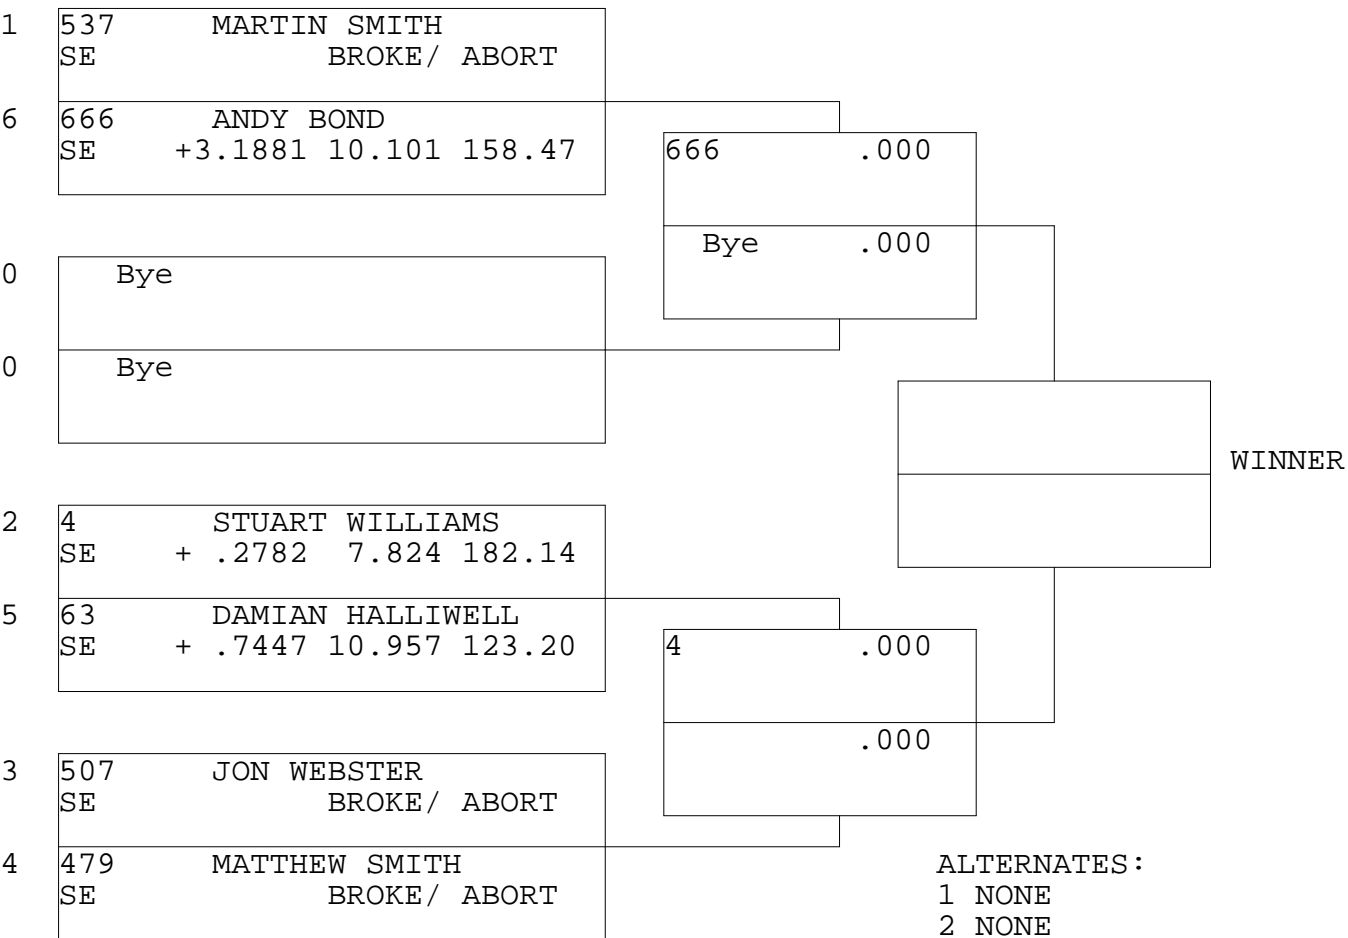 1 537 MARTIN SMITH
SE BROKE/ ABORT
6 666 ANDY BOND
SE +3.1881 10.101 158.47
666 .000
Bye .000
0 Bye
0 Bye
WINNER
2 4 STUART WILLIAMS
SE + .2782 7.824 182.14
5 63 DAMIAN HALLIWELL
SE + .7447 10.957 123.20
4 .000
.000
3 507 JON WEBSTER
SE BROKE/ ABORT
4 479 MATTHEW SMITH
SE BROKE/ ABORT
ALTERNATES:
1 NONE
2 NONE